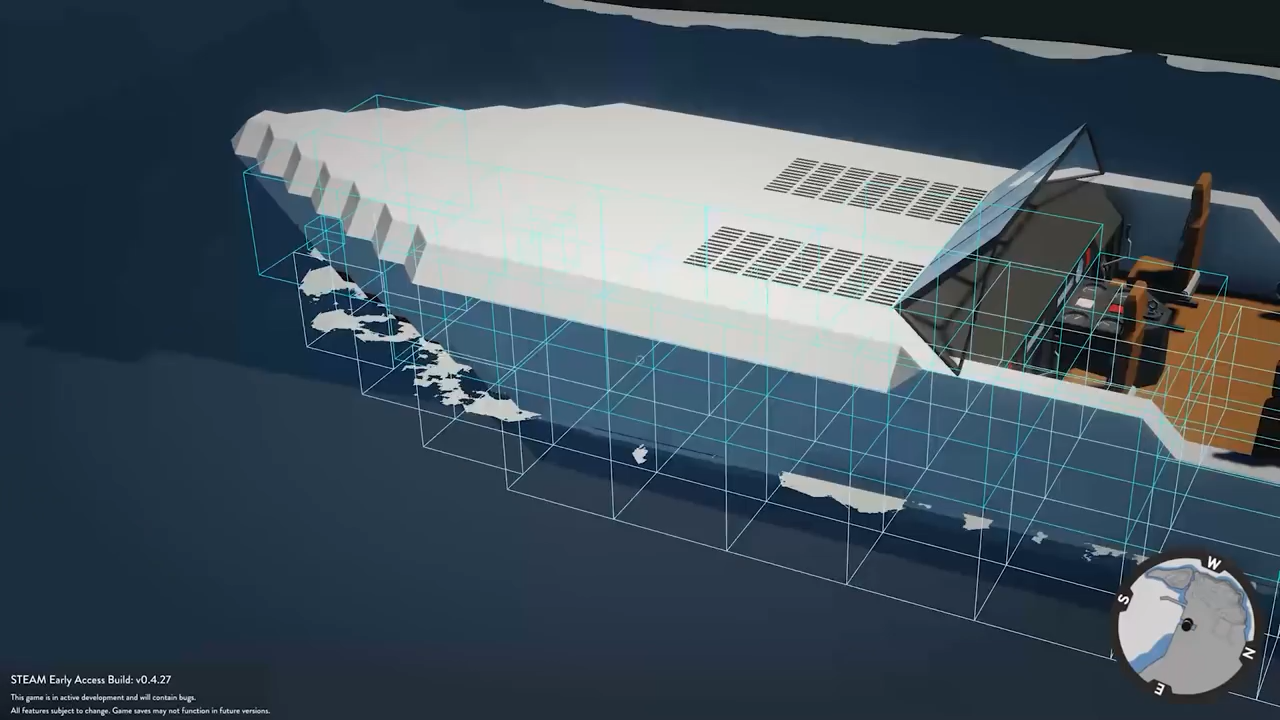 STEAM Early Access Build: v0.4.27
This game is in active development and will contain bugs.
All features subject to change. Game saves may not function in future versions.
W
S
N
E